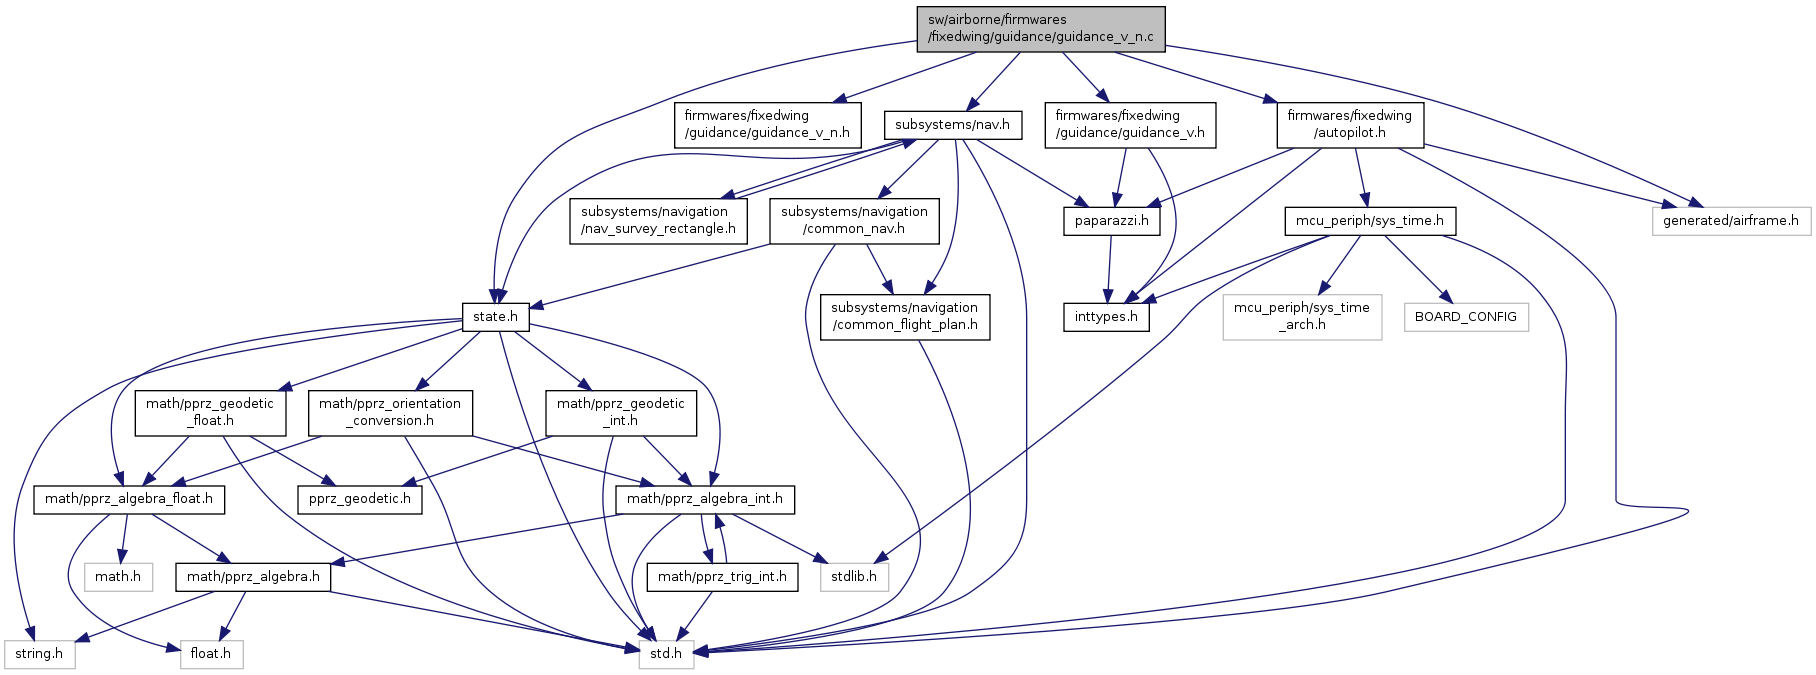 sw/airborne/firmwares
/fixedwing/guidance/guidance_v_n.c
firmwares/fixedwing
/guidance/guidance_v_n.h
subsystems/nav.h
firmwares/fixedwing
/guidance/guidance_v.h
firmwares/fixedwing
/autopilot.h
subsystems/navigation
/nav_survey_rectangle.h
subsystems/navigation
/common_nav.h
paparazzi.h
mcu_periph/sys_time.h
generated/airframe.h
state.h
subsystems/navigation
/common_flight_plan.h
inttypes.h
mcu_periph/sys_time
_arch.h
BOARD_CONFIG
math/pprz_geodetic
_float.h
math/pprz_orientation
_conversion.h
math/pprz_geodetic
_int.h
math/pprz_algebra_float.h
pprz_geodetic.h
math/pprz_algebra_int.h
math.h
math/pprz_algebra.h
math/pprz_trig_int.h
stdlib.h
string.h
float.h
std.h